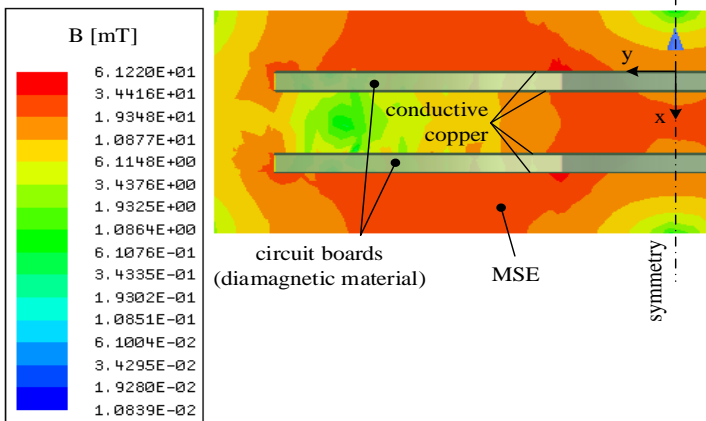 B [mT]
6.1220E+01
3.4416E+01
1.9348E+01
1.0877E+01
6.1148E+00
3.4376E+00
1.9325E+00
1.0864E+00
6.1076E-01
3.4335E-01
1.9302E-01
1.0851E-01
6.1004E-02
3.4295E-02
1.9280E-02
1.0839E-02
y
x
conductive
copper
circuit boards
(diamagnetic material)
MSE
symmetry